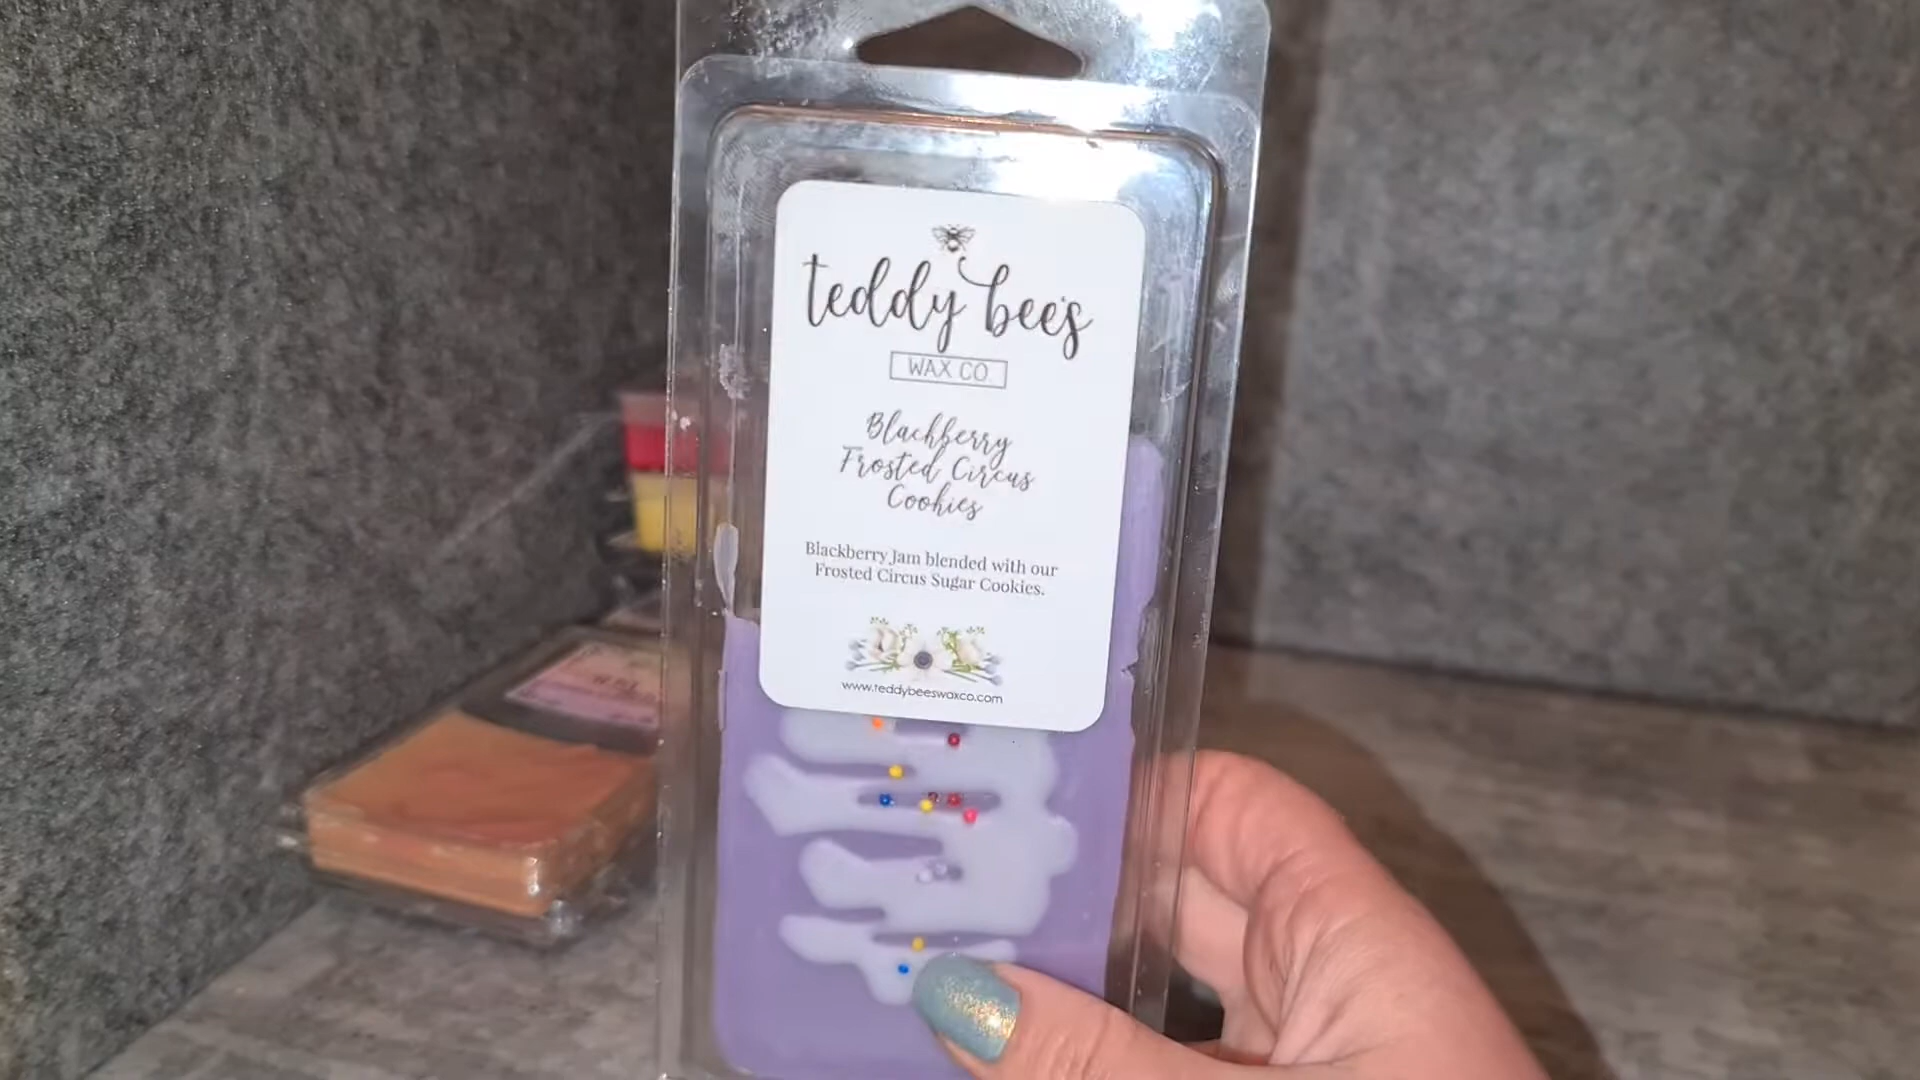 teddy bee's
WAX CO
Blackberry
Frosted Circus
Cookies
Blackberry Jam blended with our
Frosted Circus Sugar Cookies.
www.teddybeeswaxco.com